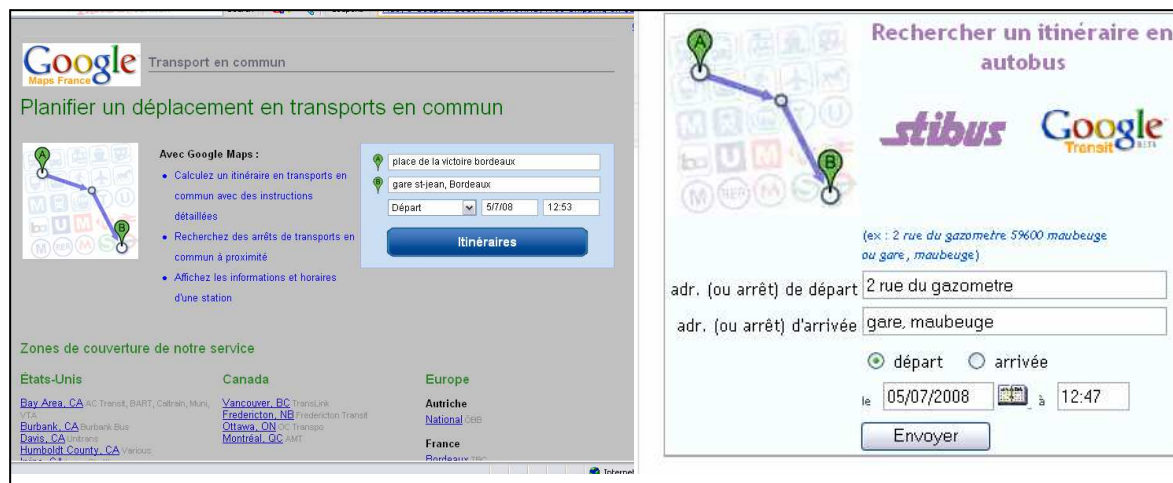 Google
Maps France
Transport en commun
Planifier un déplacement en transports en commun
Avec Google Maps :
• Calculez un itinéraire en transports en
commun avec des instructions
détaillées
• Recherchez des arrêts de transports en
commun à proximité
• Affichez les informations et horaires
d'une station
A place de la victoire bordeaux
B gare st-jean, Bordeaux
Départ 5/7/08 12:53
Itinéraires
A
B
Zones de couverture de notre service
États-Unis
Bay Area, CA AC Transit, BART, Caltrain, Muni,
VTA
Burbank, CA Burbank Bus
Davis, CA Unitrans
Humboldt County, CA Various
Canada
Vancouver, BC TransLink
Fredericton, NB Fredericton Transit
Ottawa, ON OC Transpo
Montréal, QC AMT
Europe
Autriche
National ÖBB
France
Bordeaux TBC
Internet
Rechercher un itinéraire en
autobus
A
B
stibus
Google
Transit BETA
(ex : 2 rue du gazometre 59600 maubeuge
ou gare, maubeuge)
adr. (ou arrêt) de départ 2 rue du gazometre
adr. (ou arrêt) d'arrivée gare, maubeuge
départ arrivée
le 05/07/2008 à 12:47
Envoyer